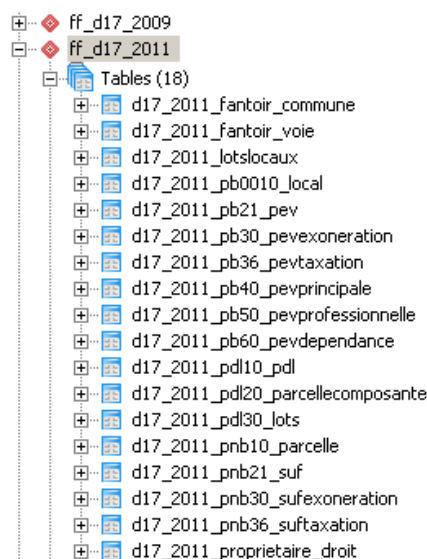 ff_d17_2009
ff_d17_2011
Tables (18)
d17_2011_fantoir_commune
d17_2011_fantoir_voie
d17_2011_lotslocaux
d17_2011_pb0010_local
d17_2011_pb21_pev
d17_2011_pb30_pevexoneration
d17_2011_pb36_pevtaxation
d17_2011_pb40_pevprincipale
d17_2011_pb50_pevprofessionnelle
d17_2011_pb60_pevdependance
d17_2011_pdl10_pdl
d17_2011_pdl20_parcellecomposante
d17_2011_pdl30_lots
d17_2011_pnb10_parcelle
d17_2011_pnb21_suf
d17_2011_pnb30_sufexoneration
d17_2011_pnb36_suftaxation
d17_2011_proprietaire_droit